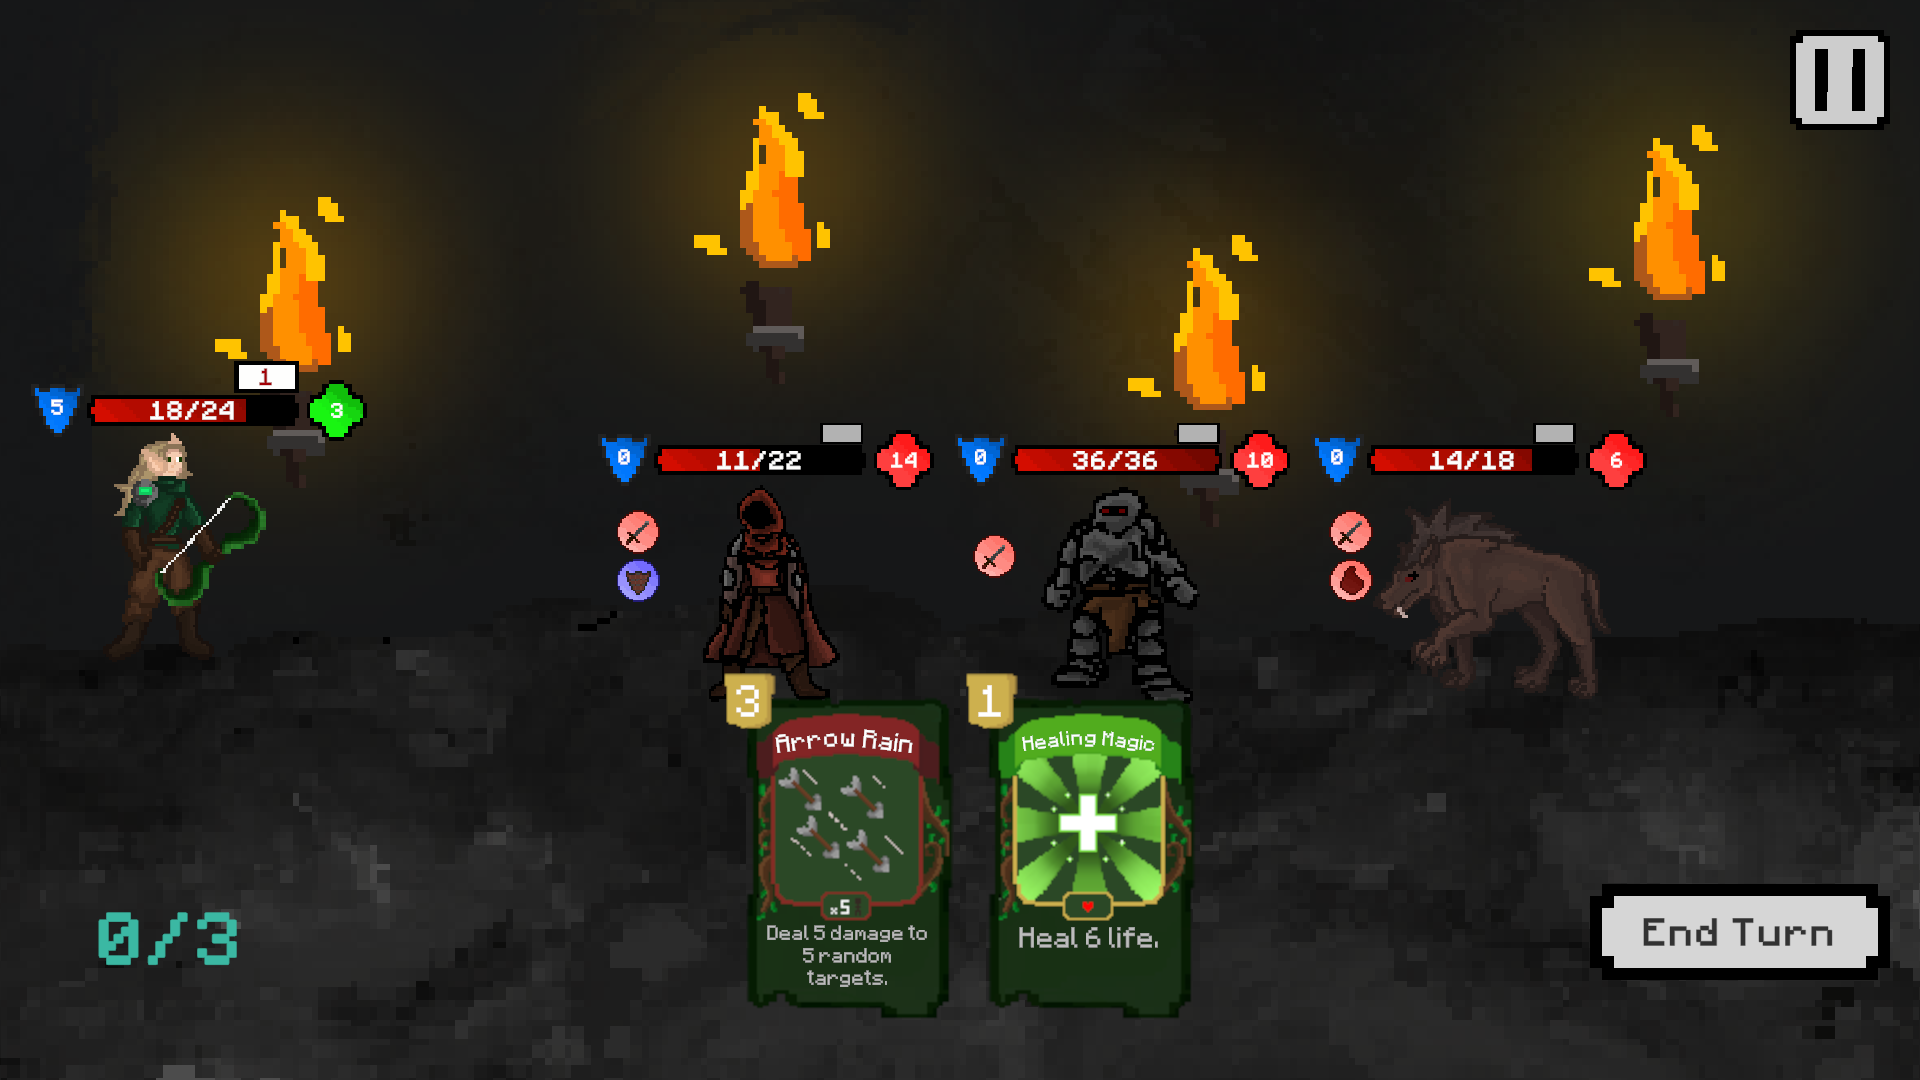 1
5
18/24
3
0
11/22
14
0
36/36
10
0
14/18
6
3
Arrow Rain
x5
Deal 5 damage to
5 random
targets.
1
Healing Magic
Heal 6 life.
0/3
End Turn